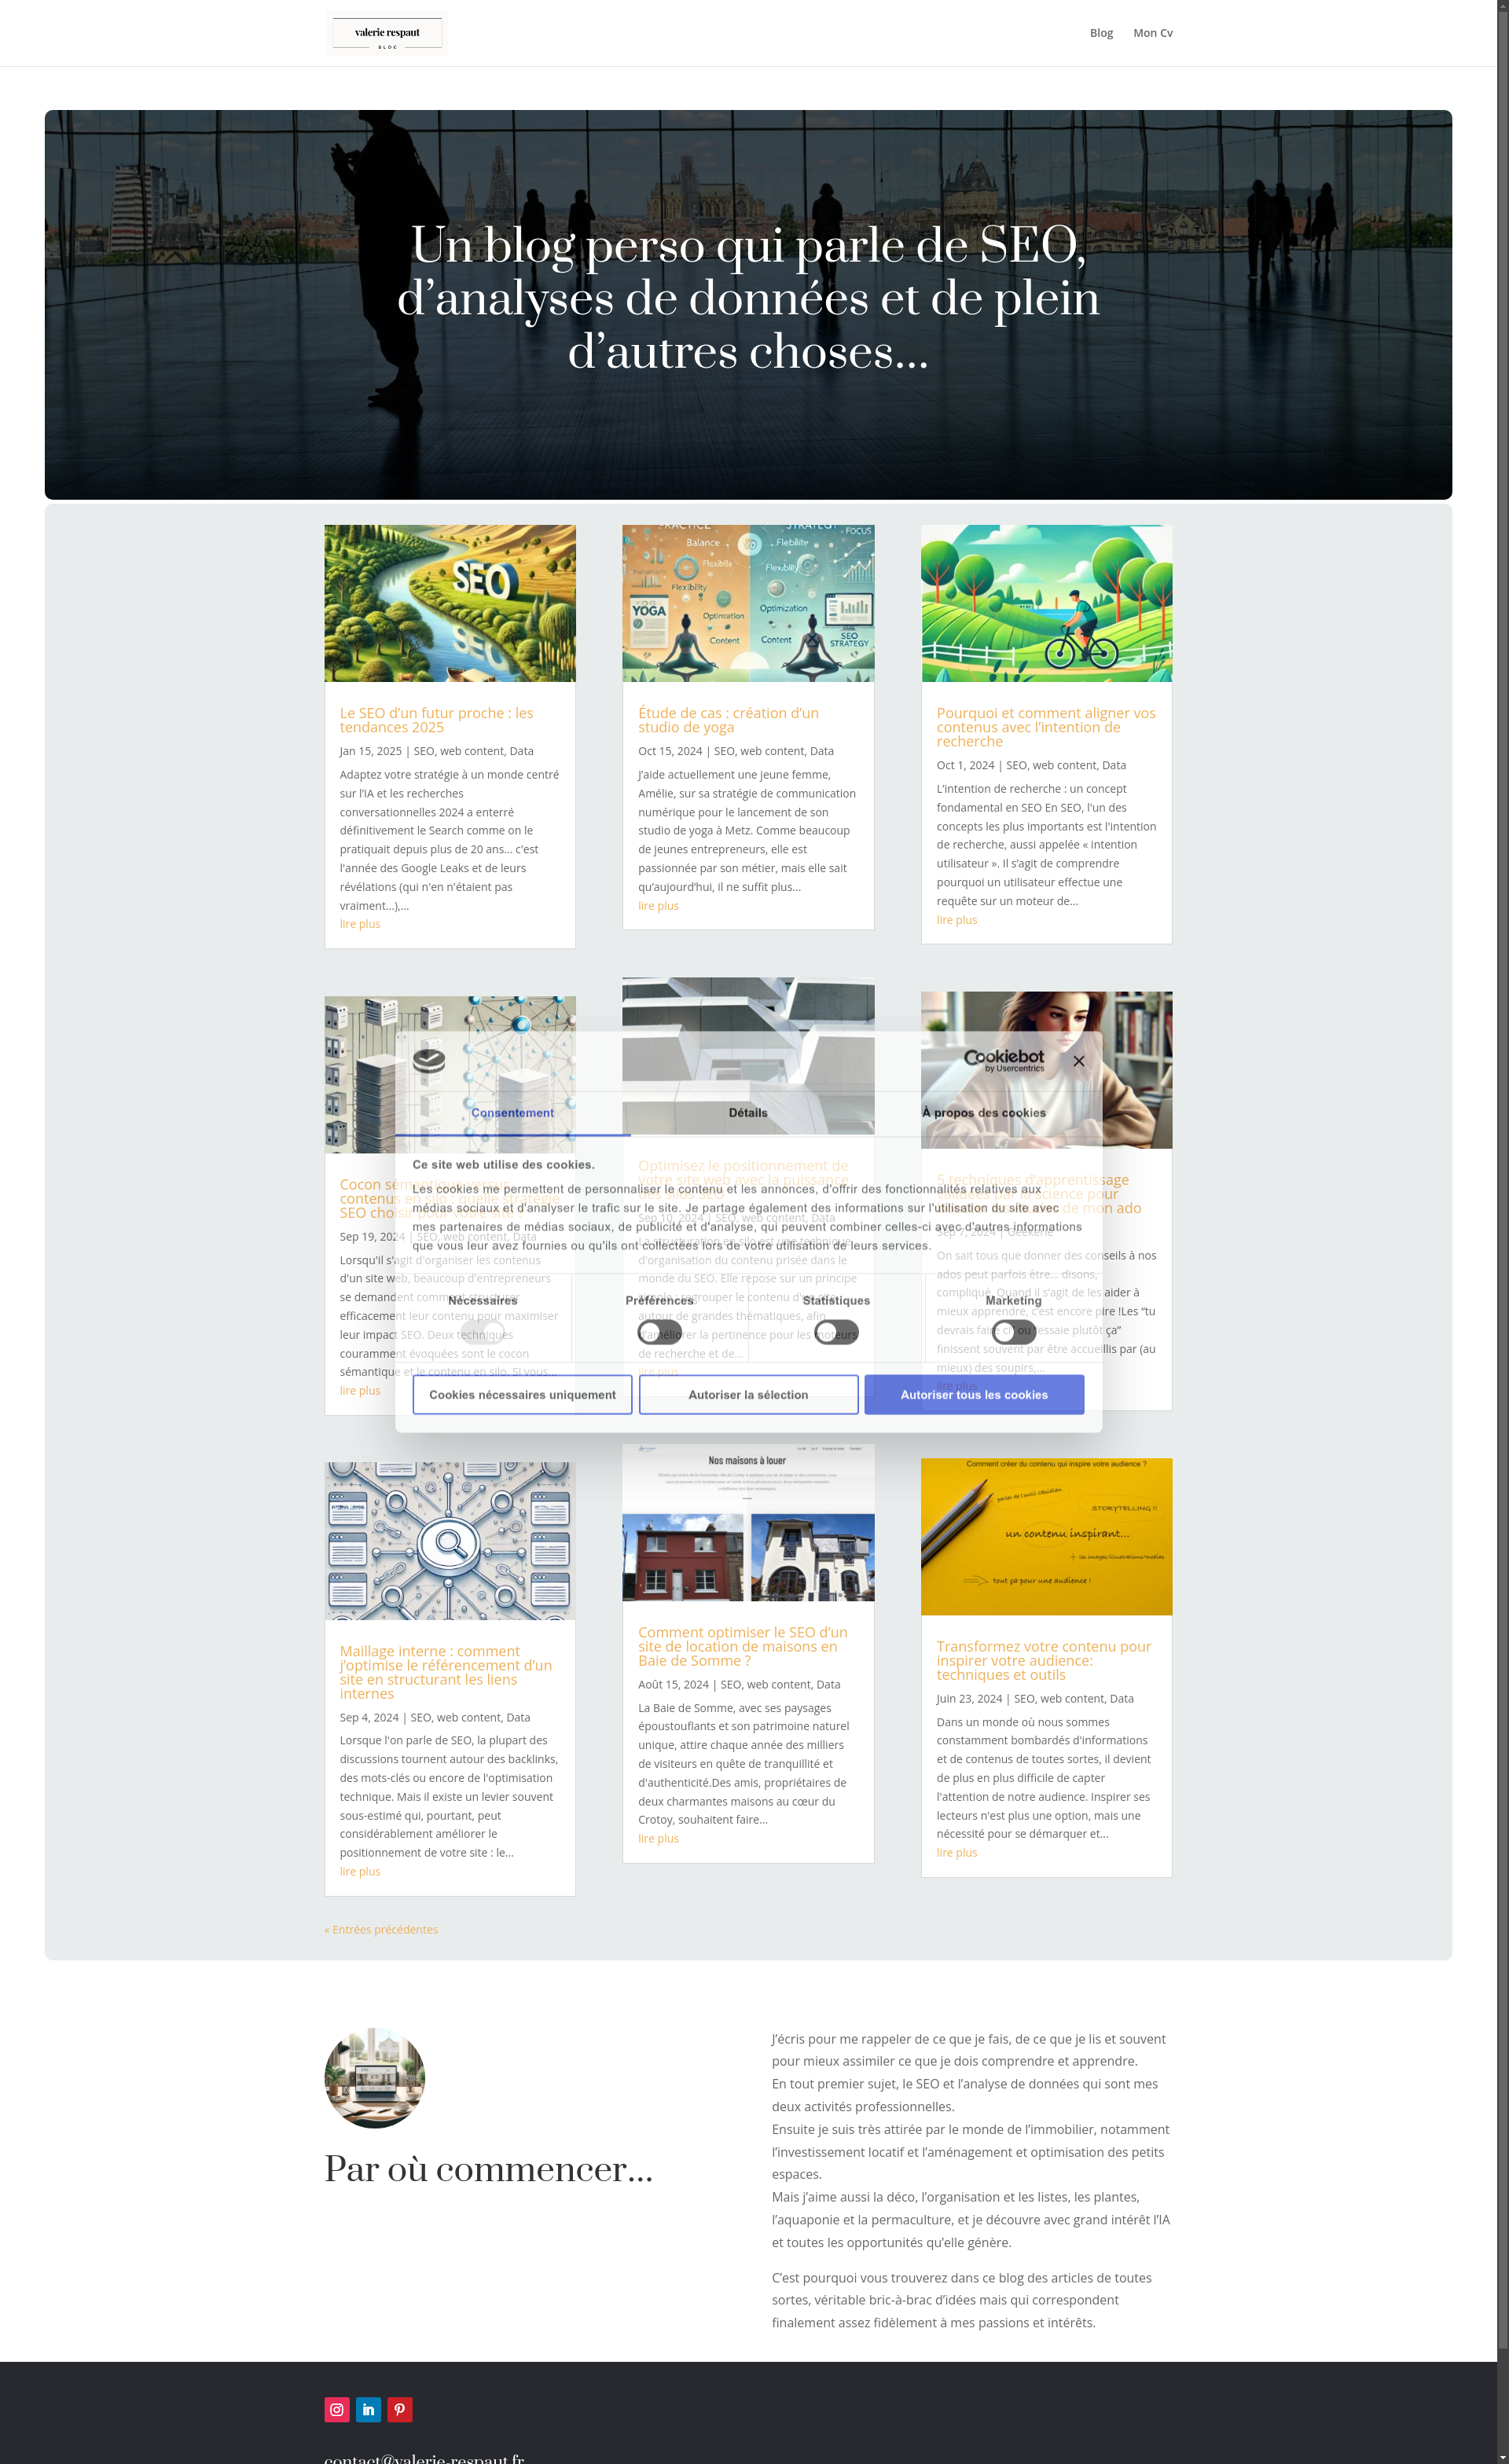 valerie respaut
BLOG
Blog
Mon Cv
Un blog perso qui parle de SEO,
d’analyses de données et de plein
d’autres choses…
SEO
PRACTICE
STRATEGY
FOCUS
Balance
Flebility
Flexibility
Optimization
YOGA
Content
Content
SEO
STRATEGY
Le SEO d’un futur proche : les
tendances 2025
Jan 15, 2025 | SEO, web content, Data
Adaptez votre stratégie à un monde centré
sur l’IA et les recherches
conversationnelles 2024 a enterré
définitivement le Search comme on le
pratiquait depuis plus de 20 ans... c'est
l'année des Google Leaks et de leurs
révélations (qui n'en n'étaient pas
vraiment...),...
lire plus
Étude de cas : création d’un
studio de yoga
Oct 15, 2024 | SEO, web content, Data
J’aide actuellement une jeune femme,
Amélie, sur sa stratégie de communication
numérique pour le lancement de son
studio de yoga à Metz. Comme beaucoup
de jeunes entrepreneurs, elle est
passionnée par son métier, mais elle sait
qu’aujourd’hui, il ne suffit plus...
lire plus
Pourquoi et comment aligner vos
contenus avec l’intention de
recherche
Oct 1, 2024 | SEO, web content, Data
L’intention de recherche : un concept
fondamental en SEO En SEO, l'un des
concepts les plus importants est l'intention
de recherche, aussi appelée « intention
utilisateur ». Il s’agit de comprendre
pourquoi un utilisateur effectue une
requête sur un moteur de...
lire plus
Cookiebot
by Usercentrics
Consentement
Détails
À propos des cookies
Ce site web utilise des cookies.
Les cookies me permettent de personnaliser le contenu et les annonces, d'offrir des fonctionnalités relatives aux
médias sociaux et d'analyser le trafic sur le site. Je partage également des informations sur l'utilisation du site avec
mes partenaires de médias sociaux, de publicité et d'analyse, qui peuvent combiner celles-ci avec d'autres informations
que vous leur avez fournies ou qu'ils ont collectées lors de votre utilisation de leurs services.
Nécessaires
Préférences
Statistiques
Marketing
Cookies nécessaires uniquement
Autoriser la sélection
Autoriser tous les cookies
Cocon sémantique versus
contenus en silo : quelle stratégie
SEO choisir pour votre site
Sep 19, 2024 | SEO, web content, Data
Lorsqu'il s'agit d'organiser les contenus
d'un site web, beaucoup d'entrepreneurs
se demandent comment structurer
efficacement leur contenu pour maximiser
leur impact SEO. Deux techniques
couramment évoquées sont le cocon
sémantique et le contenu en silo. Si vous...
lire plus
Optimisez le positionnement de
votre site web avec la puissance
des silos SEO
Sep 10, 2024 | SEO, web content, Data
La structuration en silo est une technique
d'organisation du contenu prisée dans le
monde du SEO. Elle repose sur un principe
simple : regrouper le contenu d'un site
autour de grandes thématiques, afin
d'améliorer la pertinence pour les moteurs
de recherche et de...
lire plus
5 techniques d’apprentissage
validées par la science pour
de mon ado
Sep 7, 2024 | Geekerie
On sait tous que donner des conseils à nos
ados peut parfois être... disons,
compliqué. Quand il s’agit de les aider à
mieux apprendre, c’est encore pire !Les “tu
devrais faire ci” ou “essaie plutôt ça”
finissent souvent par être accueillis par (au
mieux) des soupirs,...
lire plus
Nos maisons à louer
Comment créer du contenu qui inspire votre audience ?
parler de l'outil Obsidian
STORYTELLING !!
un contenu inspirant...
+ les images/illustrations/medias
tout ça pour une audience !
Maillage interne : comment
j’optimise le référencement d’un
site en structurant les liens
internes
Sep 4, 2024 | SEO, web content, Data
Lorsque l'on parle de SEO, la plupart des
discussions tournent autour des backlinks,
des mots-clés ou encore de l'optimisation
technique. Mais il existe un levier souvent
sous-estimé qui, pourtant, peut
considérablement améliorer le
positionnement de votre site : le...
lire plus
Comment optimiser le SEO d’un
site de location de maisons en
Baie de Somme ?
Août 15, 2024 | SEO, web content, Data
La Baie de Somme, avec ses paysages
époustouflants et son patrimoine naturel
unique, attire chaque année des milliers
de visiteurs en quête de tranquillité et
d'authenticité.Des amis, propriétaires de
deux charmantes maisons au cœur du
Crotoy, souhaitent faire...
lire plus
Transformez votre contenu pour
inspirer votre audience:
techniques et outils
Juin 23, 2024 | SEO, web content, Data
Dans un monde où nous sommes
constamment bombardés d'informations
et de contenus de toutes sortes, il devient
de plus en plus difficile de capter
l'attention de notre audience. Inspirer ses
lecteurs n'est plus une option, mais une
nécessité pour se démarquer et...
lire plus
« Entrées précédentes
Par où commencer…
J’écris pour me rappeler de ce que je fais, de ce que je lis et souvent
pour mieux assimiler ce que je dois comprendre et apprendre.
En tout premier sujet, le SEO et l’analyse de données qui sont mes
deux activités professionnelles.
Ensuite je suis très attirée par le monde de l’immobilier, notamment
l’investissement locatif et l’aménagement et optimisation des petits
espaces.
Mais j’aime aussi la déco, l’organisation et les listes, les plantes,
l’aquaponie et la permaculture, et je découvre avec grand intérêt l’IA
et toutes les opportunités qu’elle génère.
C’est pourquoi vous trouverez dans ce blog des articles de toutes
sortes, véritable bric-à-brac d’idées mais qui correspondent
finalement assez fidèlement à mes passions et intérêts.
contact@valerie-respaut.fr